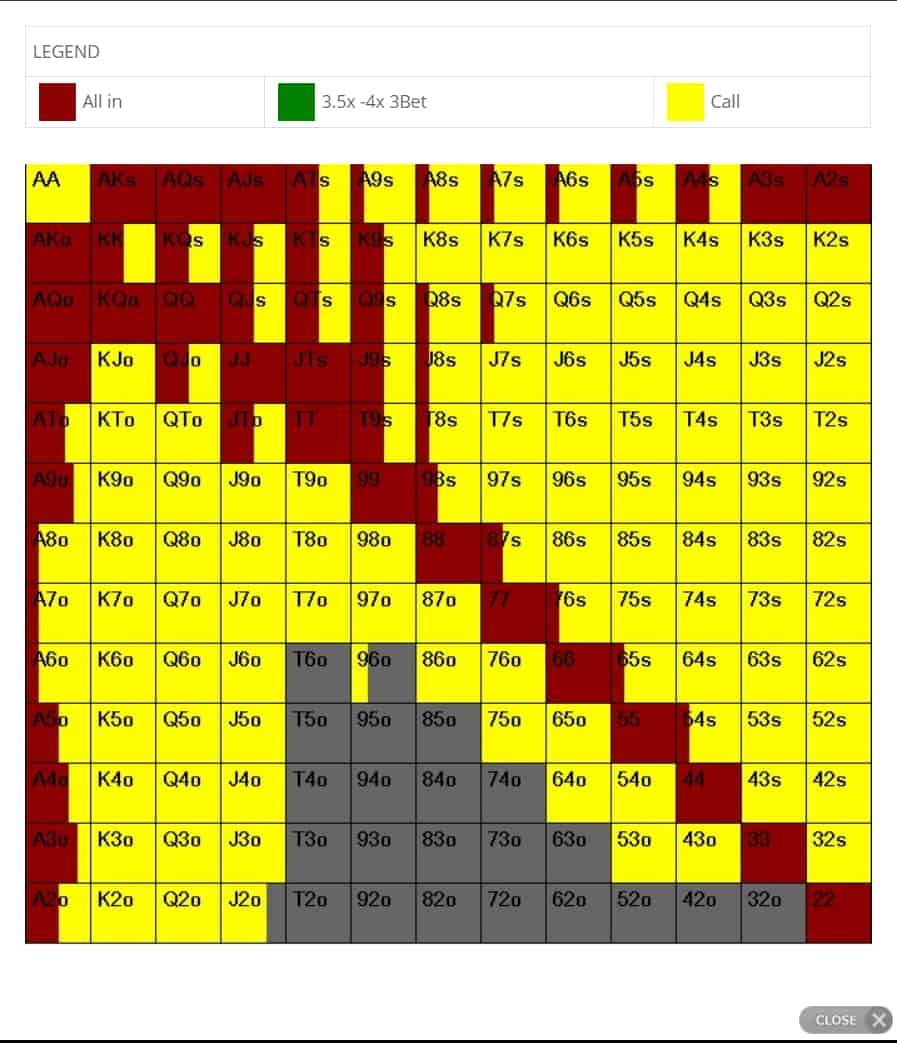 LEGEND
All in 3.5x -4x 3Bet Call
AA AKs AQs AJs ATs A9s A8s A7s A6s A5s A4s A3s A2s
AKo KK KQs KJs KTs K9s K8s K7s K6s K5s K4s K3s K2s
AQo KQo QQ QJs QTs Q9s Q8s Q7s Q6s Q5s Q4s Q3s Q2s
AJo KJo QJo JJ JTs J9s J8s J7s J6s J5s J4s J3s J2s
ATo KTo QTo JTo TT T9s T8s T7s T6s T5s T4s T3s T2s
A9o K9o Q9o J9o T9o 99 98s 97s 96s 95s 94s 93s 92s
A8o K8o Q8o J8o T8o 98o 88 87s 86s 85s 84s 83s 82s
A7o K7o Q7o J7o T7o 97o 87o 77 76s 75s 74s 73s 72s
A6o K6o Q6o J6o T6o 96o 86o 76o 66 65s 64s 63s 62s
A5o K5o Q5o J5o T5o 95o 85o 75o 65o 55 54s 53s 52s
A4o K4o Q4o J4o T4o 94o 84o 74o 64o 54o 44 43s 42s
A3o K3o Q3o J3o T3o 93o 83o 73o 63o 53o 43o 33 32s
A2o K2o Q2o J2o T2o 92o 82o 72o 62o 52o 42o 32o 22
CLOSE